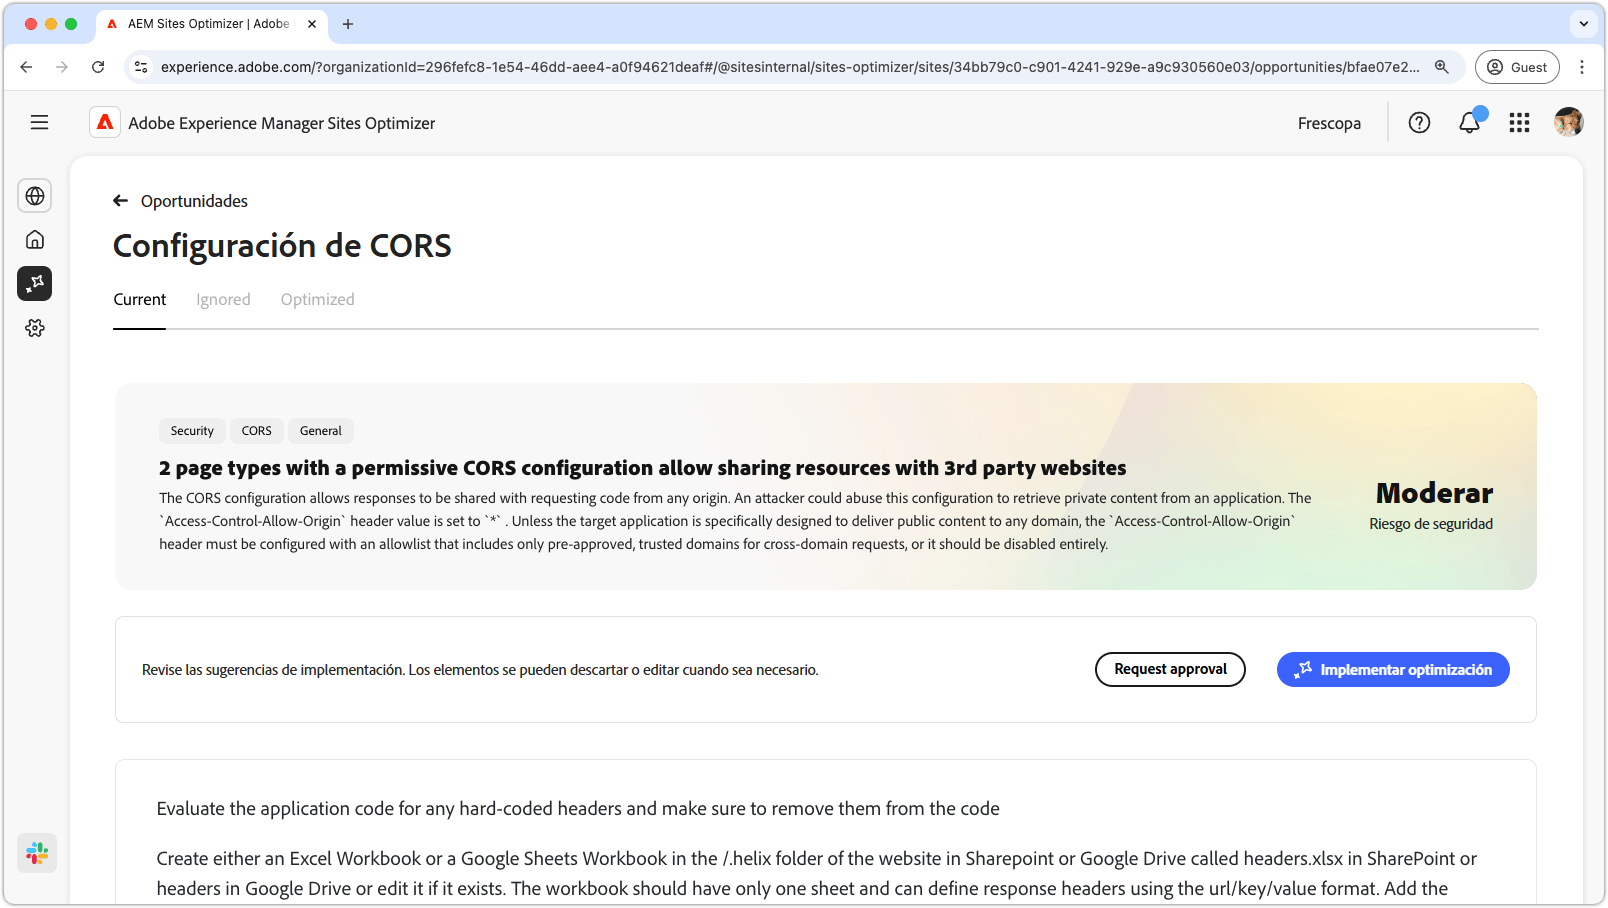 AEM Sites Optimizer | Adobe
experience.adobe.com/?organizationId=296fefc8-1e54-46dd-aee4-a0f94621deaf#/@sitesinternal/sites-optimizer/sites/34bb79c0-c901-4241-929e-a9c930560e03/opportunities/bfae07e2...
Guest
Adobe Experience Manager Sites Optimizer
Frescopa
Oportunidades
Configuración de CORS
Current Ignored Optimized
Security CORS General
2 page types with a permissive CORS configuration allow sharing resources with 3rd party websites
The CORS configuration allows responses to be shared with requesting code from any origin. An attacker could abuse this configuration to retrieve private content from an application. The
`Access-Control-Allow-Origin` header value is set to `*` . Unless the target application is specifically designed to deliver public content to any domain, the `Access-Control-Allow-Origin`
header must be configured with an allowlist that includes only pre-approved, trusted domains for cross-domain requests, or it should be disabled entirely.
Moderar
Riesgo de seguridad
Revise las sugerencias de implementación. Los elementos se pueden descartar o editar cuando sea necesario.
Request approval
Implementar optimización
Evaluate the application code for any hard-coded headers and make sure to remove them from the code
Create either an Excel Workbook or a Google Sheets Workbook in the /.helix folder of the website in Sharepoint or Google Drive called headers.xlsx in SharePoint or
headers in Google Drive or edit it if it exists. The workbook should have only one sheet and can define response headers using the url/key/value format. Add the